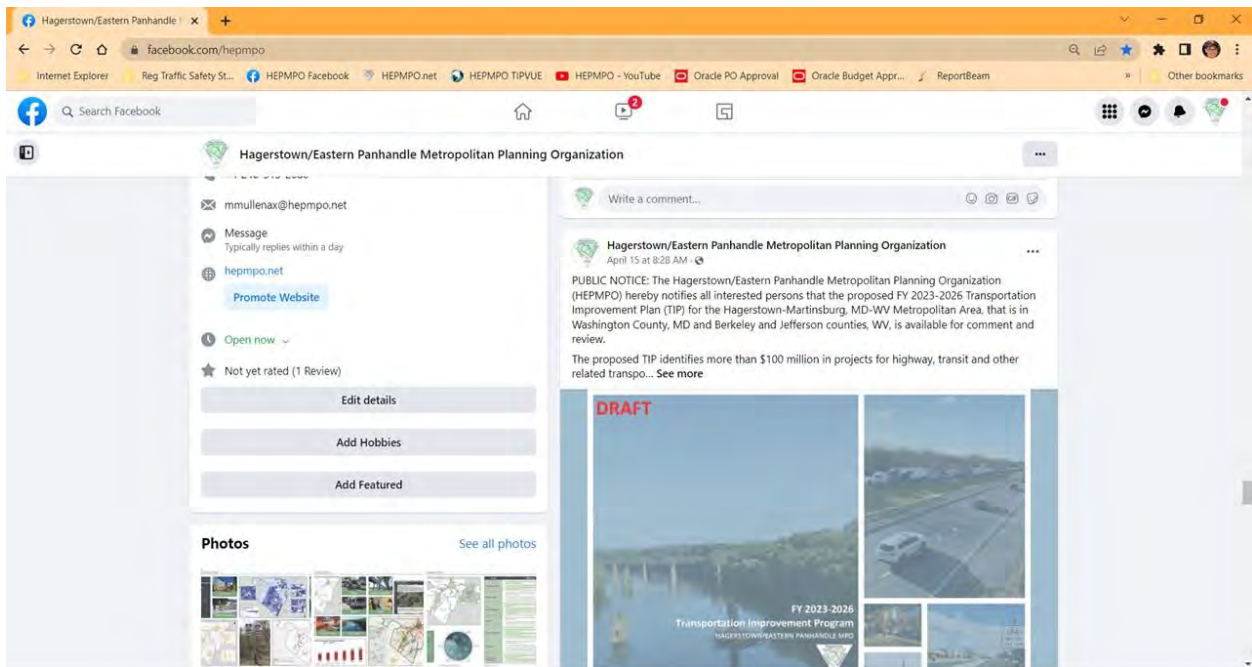 Hagerstown/Eastern Panhandle
facebook.com/hepmpo
Internet Explorer Reg Traffic Safety St... HEPMPO Facebook HEPMPO.net HEPMPO TIPVUE HEPMPO - YouTube Oracle PO Approval Oracle Budget Appr... ReportBeam » Other bookmarks
Search Facebook
2
Hagerstown/Eastern Panhandle Metropolitan Planning Organization
mmullenax@hepmpo.net
Message
Typically replies within a day
hepmpo.net
Promote Website
Open now
Not yet rated (1 Review)
Edit details
Add Hobbies
Add Featured
Photos
See all photos
Write a comment...
Hagerstown/Eastern Panhandle Metropolitan Planning Organization
April 15 at 8:28 AM ·
PUBLIC NOTICE: The Hagerstown/Eastern Panhandle Metropolitan Planning Organization
(HEPMPO) hereby notifies all interested persons that the proposed FY 2023-2026 Transportation
Improvement Plan (TIP) for the Hagerstown-Martinsburg, MD-WV Metropolitan Area, that is in
Washington County, MD and Berkeley and Jefferson counties, WV, is available for comment and
review.
The proposed TIP identifies more than $100 million in projects for highway, transit and other
related transpo... See more
DRAFT
FY 2023-2026
Transportation Improvement Program
HAGERSTOWN/EASTERN PANHANDLE MPO